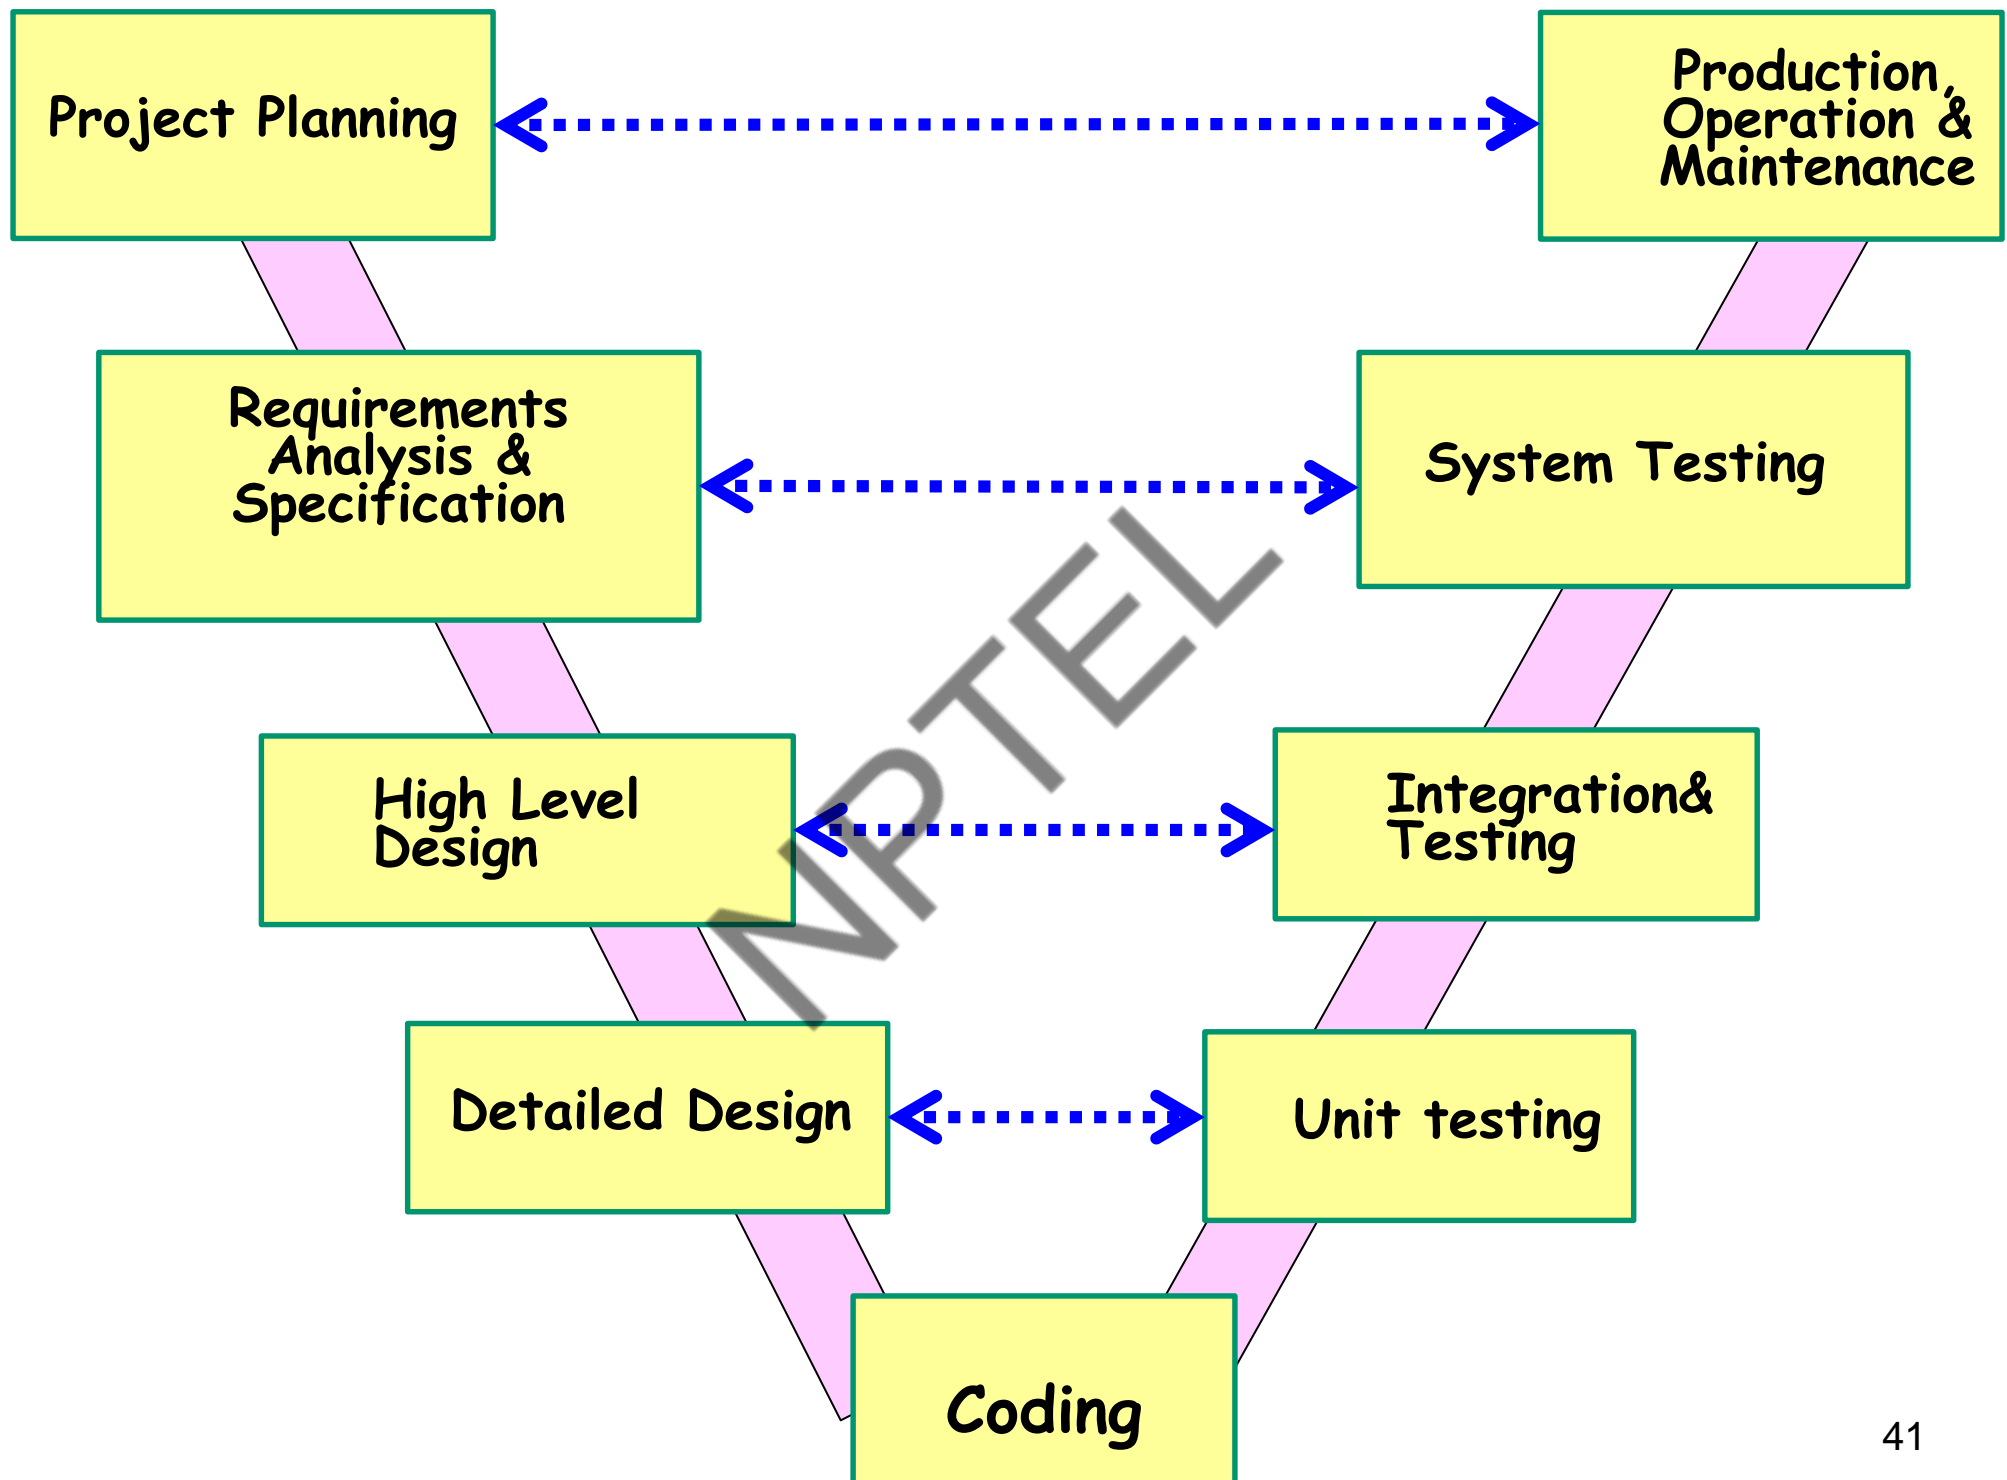 Project Planning
Production,
Operation &
Maintenance
Requirements
Analysis &
Specification
System Testing
High Level
Design
Integration&
Testing
Detailed Design
Unit testing
Coding
NPTEL
41